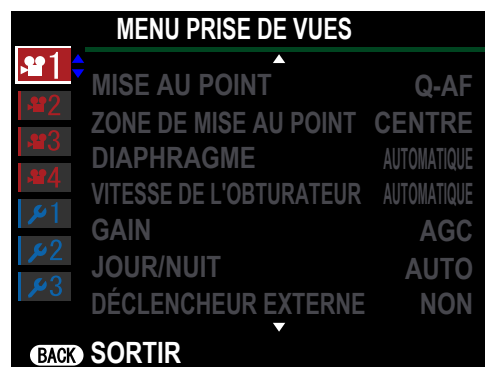 MENU PRISE DE VUES
1
2
3
4
1
2
3
MISE AU POINT Q-AF
ZONE DE MISE AU POINT CENTRE
DIAPHRAGME AUTOMATIQUE
VITESSE DE L'OBTURATEUR AUTOMATIQUE
GAIN AGC
JOUR/NUIT AUTO
DÉCLENCHEUR EXTERNE NON
BACK SORTIR